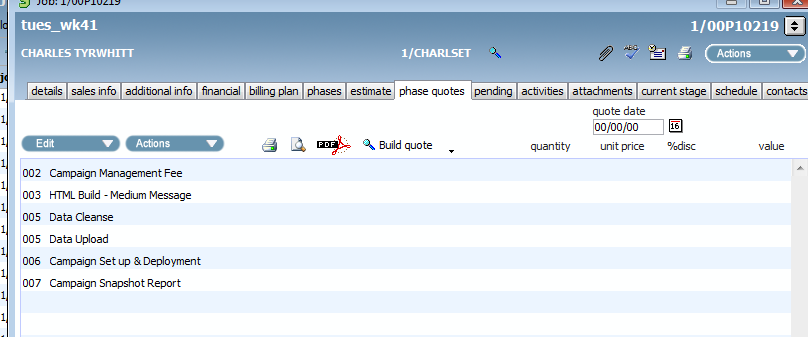 Job: 1/00P10219
tues_wk41
1/00P10219
CHARLES TYRWHITT
1/CHARLSET
ABC
Actions
details
sales info
additional info
financial
billing plan
phases
estimate
phase quotes
pending
activities
attachments
current stage
schedule
contacts
quote date
00/00/00
16
Edit
Actions
PDF
Build quote
quantity
unit price
%disc
value
002 Campaign Management Fee
003 HTML Build - Medium Message
005 Data Cleanse
005 Data Upload
006 Campaign Set up & Deployment
007 Campaign Snapshot Report